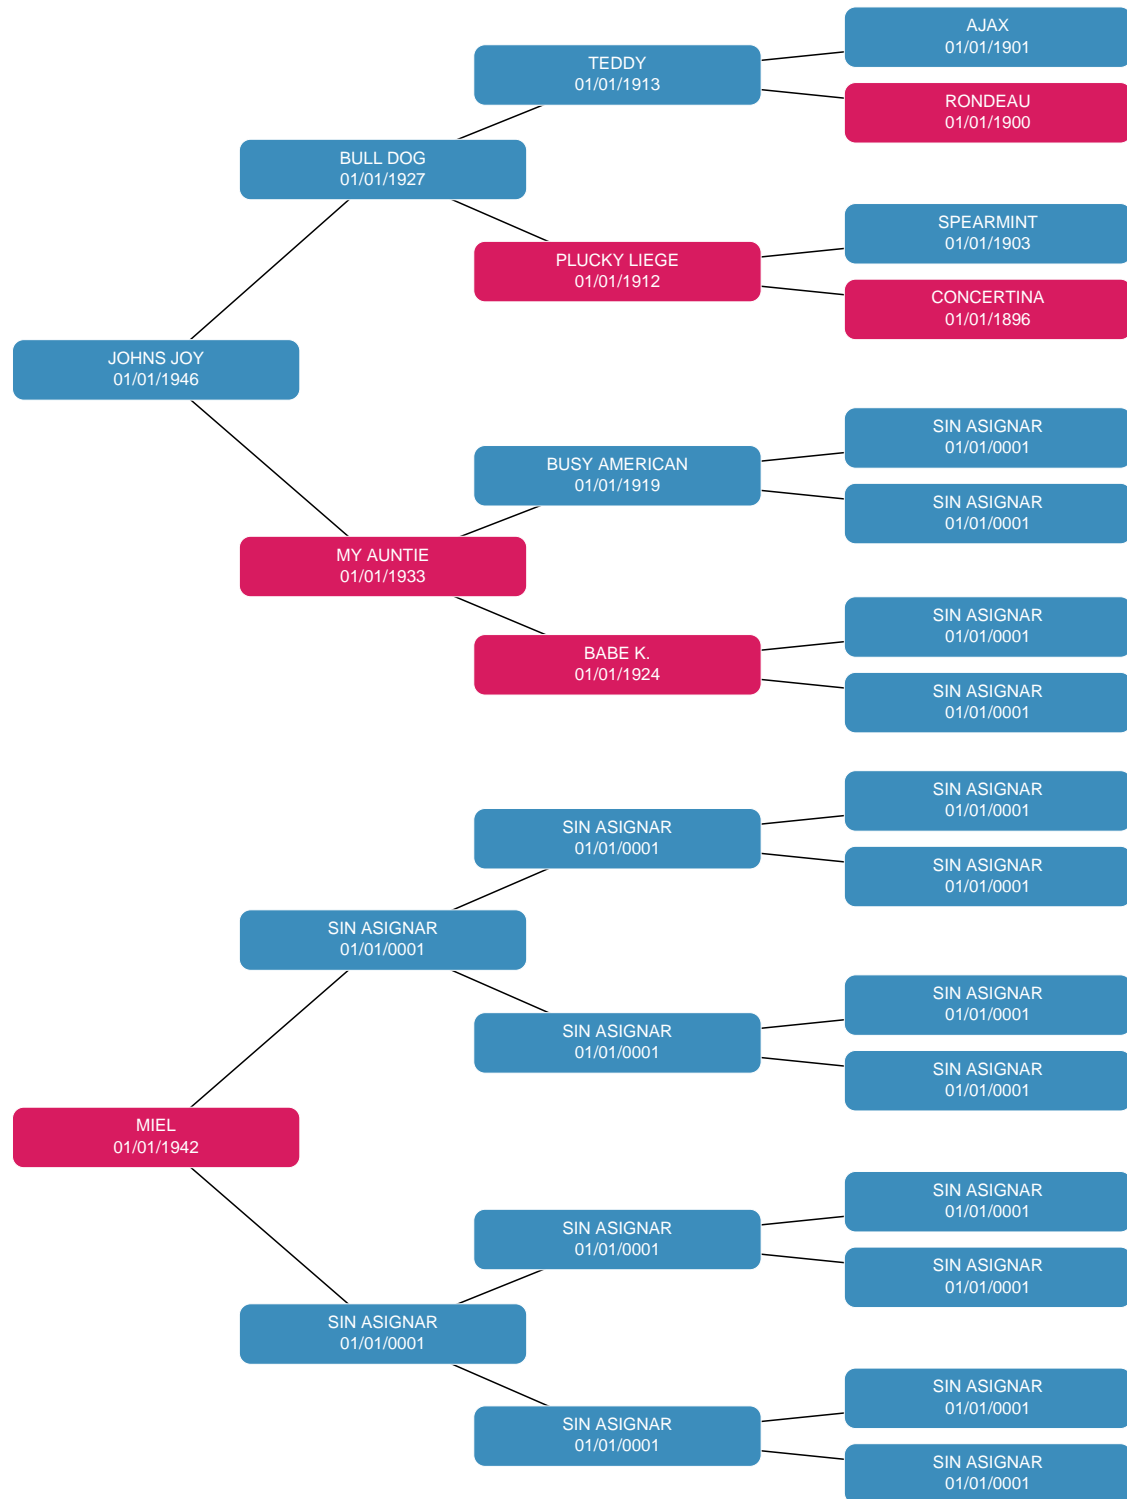 AJAX
01/01/1901
TEDDY
01/01/1913
RONDEAU
01/01/1900
BULL DOG
01/01/1927
SPEARMINT
01/01/1903
PLUCKY LIEGE
01/01/1912
CONCERTINA
01/01/1896
JOHNS JOY
01/01/1946
SIN ASIGNAR
01/01/0001
BUSY AMERICAN
01/01/1919
SIN ASIGNAR
01/01/0001
MY AUNTIE
01/01/1933
SIN ASIGNAR
01/01/0001
BABE K.
01/01/1924
SIN ASIGNAR
01/01/0001
SIN ASIGNAR
01/01/0001
SIN ASIGNAR
01/01/0001
SIN ASIGNAR
01/01/0001
SIN ASIGNAR
01/01/0001
SIN ASIGNAR
01/01/0001
SIN ASIGNAR
01/01/0001
SIN ASIGNAR
01/01/0001
MIEL
01/01/1942
SIN ASIGNAR
01/01/0001
SIN ASIGNAR
01/01/0001
SIN ASIGNAR
01/01/0001
SIN ASIGNAR
01/01/0001
SIN ASIGNAR
01/01/0001
SIN ASIGNAR
01/01/0001
SIN ASIGNAR
01/01/0001